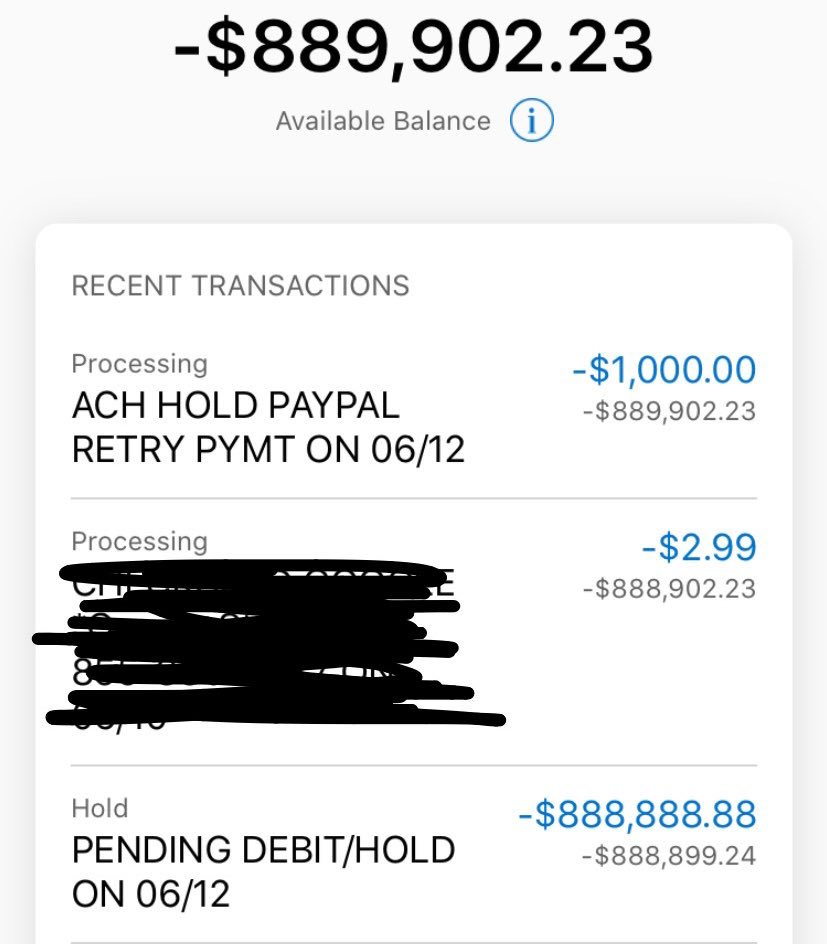 -$889,902.23
Available Balance i
RECENT TRANSACTIONS
Processing
-$1,000.00
ACH HOLD PAYPAL
-$889,902.23
RETRY PYMT ON 06/12
Processing
-$2.99
-$888,902.23
Hold
-$888,888.88
PENDING DEBIT/HOLD
-$888,899.24
ON 06/12